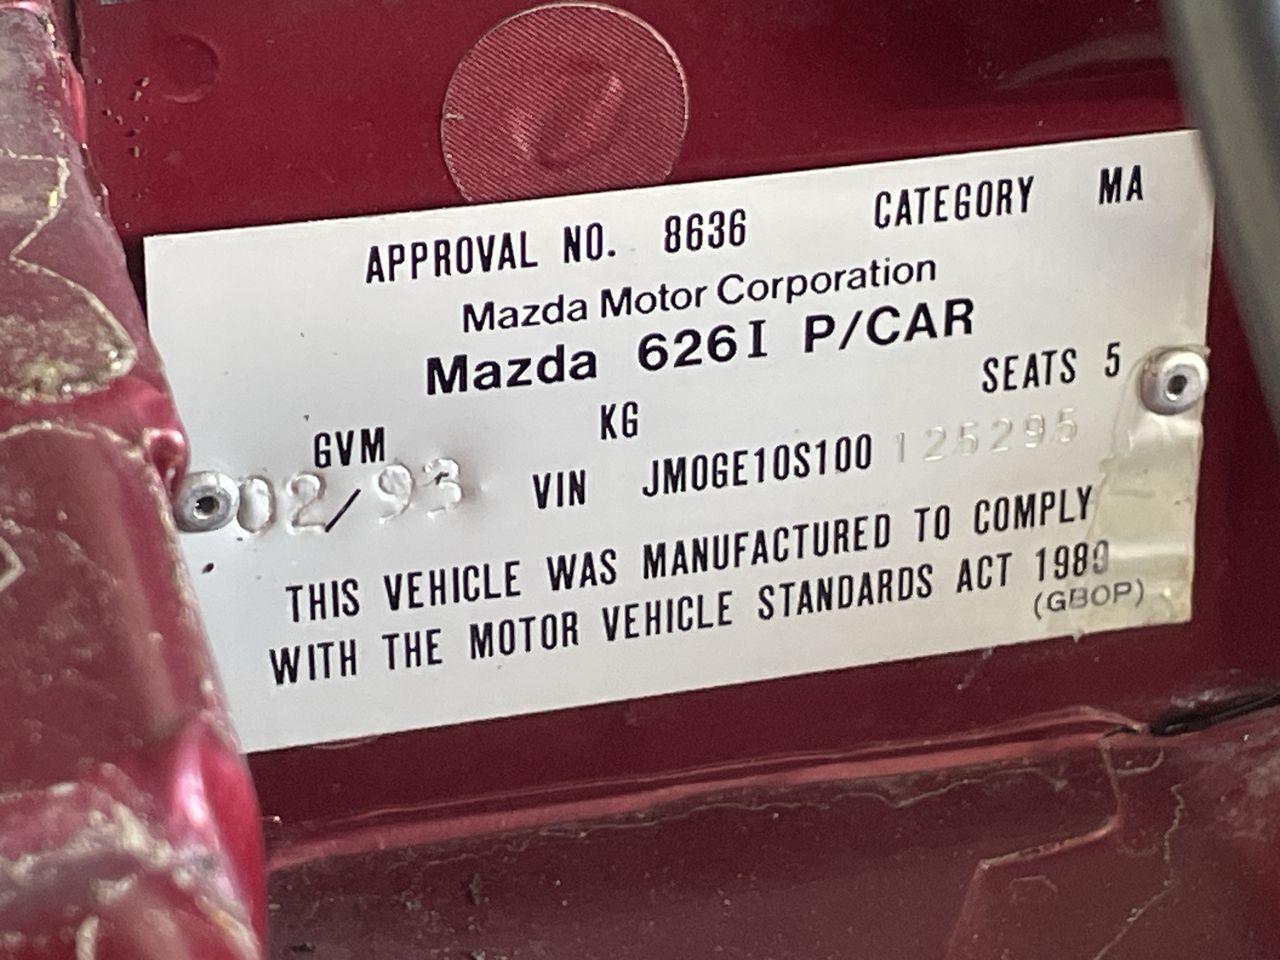 APPROVAL NO. 8636 CATEGORY MA
Mazda Motor Corporation
Mazda 626I P/CAR
SEATS 5
GVM KG
02/93 VIN JM0GE10S100 125295
THIS VEHICLE WAS MANUFACTURED TO COMPLY
WITH THE MOTOR VEHICLE STANDARDS ACT 1989
(GBOP)